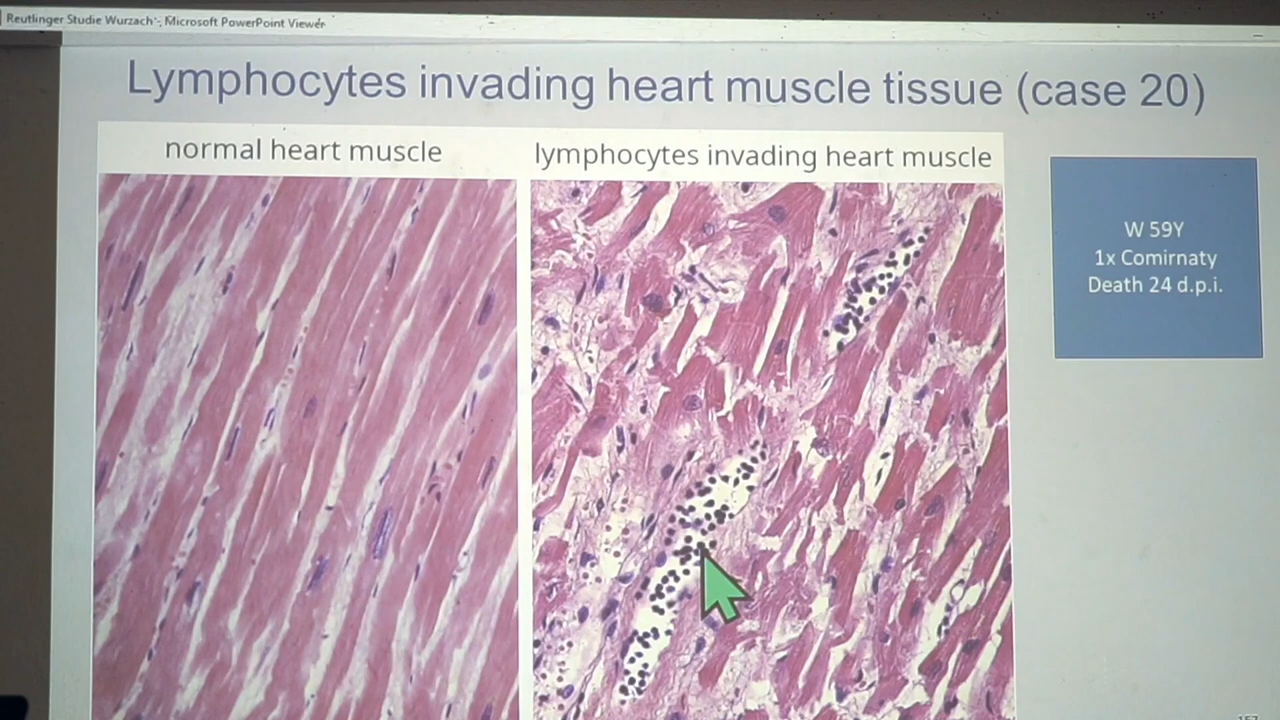 Reutlinger Studie Wurzach - Microsoft PowerPoint Viewer
Lymphocytes invading heart muscle tissue (case 20)
normal heart muscle
lymphocytes invading heart muscle
W 59Y
1x Comirnaty
Death 24 d.p.i.